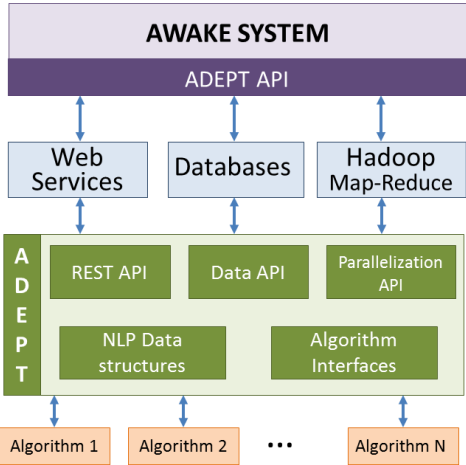 AWAKE SYSTEM
ADEPT API
Web
Services
Databases
Hadoop
Map-Reduce
ADEPT
REST API
Data API
Parallelization
API
NLP Data
structures
Algorithm
Interfaces
Algorithm 1
Algorithm 2
...
Algorithm N